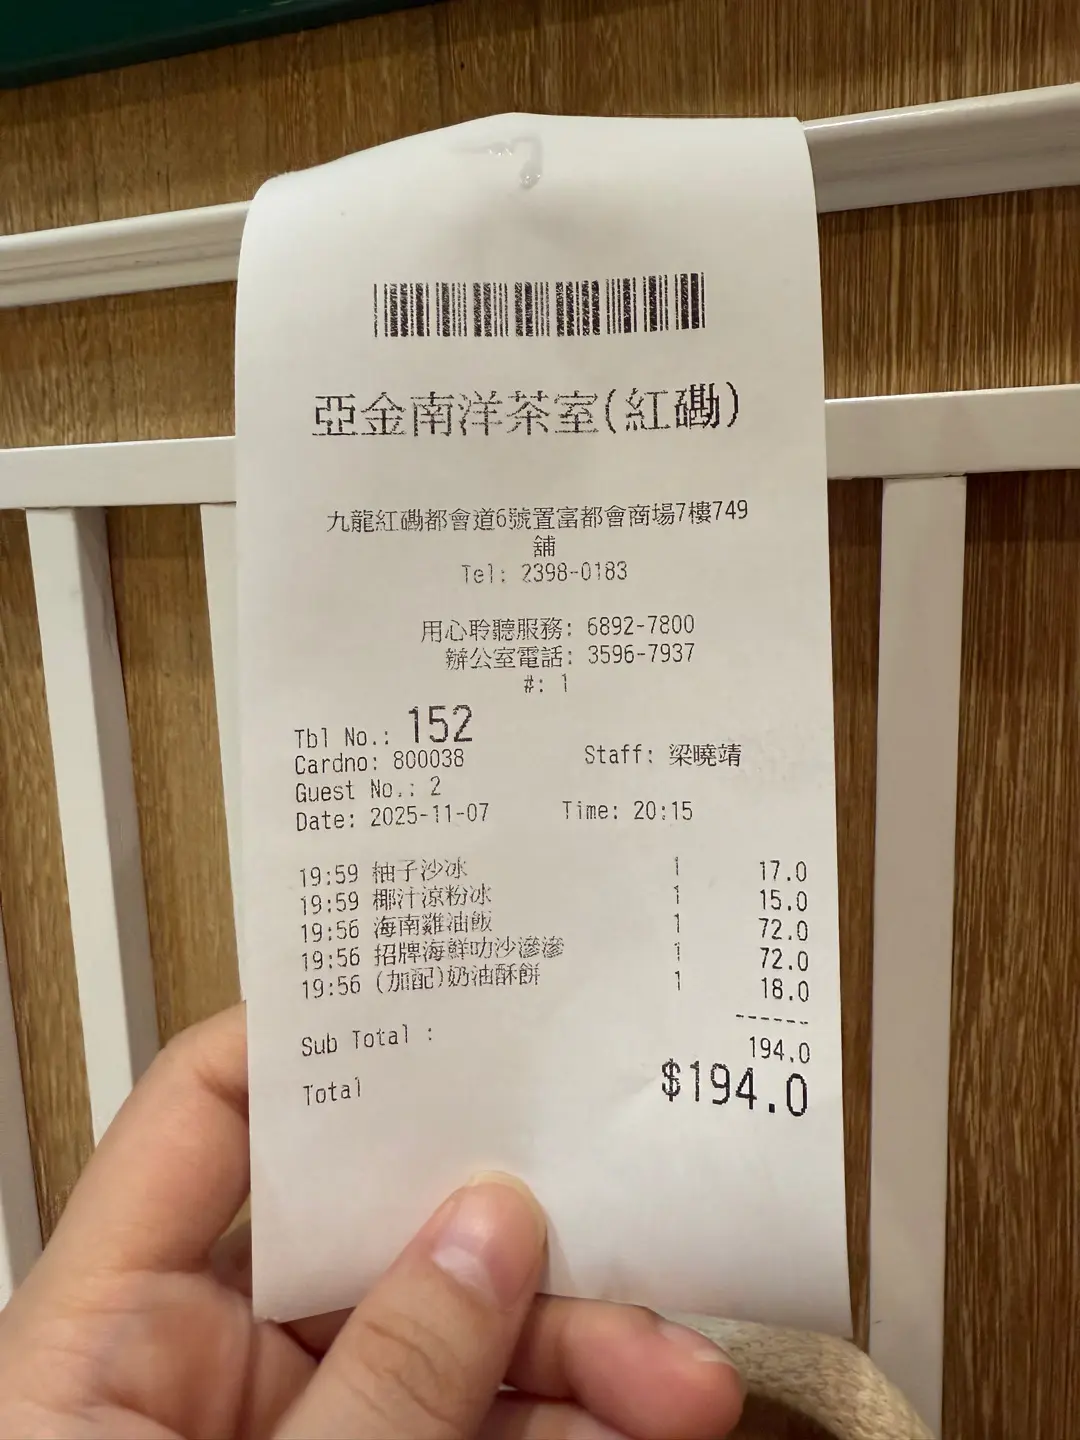 亞金南洋茶室(紅磡)
九龍紅磡都會道6號置富都會商場7樓749
舖
Tel: 2398-0183
用心聆聽服務: 6892-7800
辦公室電話: 3596-7937
#: 1
Tbl No.: 152
Cardno: 800038 Staff: 梁曉靖
Guest No.: 2
Date: 2025-11-07 Time: 20:15
19:59 柚子沙冰 1 17.0
19:59 椰汁涼粉冰 1 15.0
19:56 海南雞油飯 1 72.0
19:56 招牌海鮮叻沙滲滲 1 72.0
19:56 (加配)奶油酥餅 1 18.0
------
Sub Total : 194.0
Total $194.0